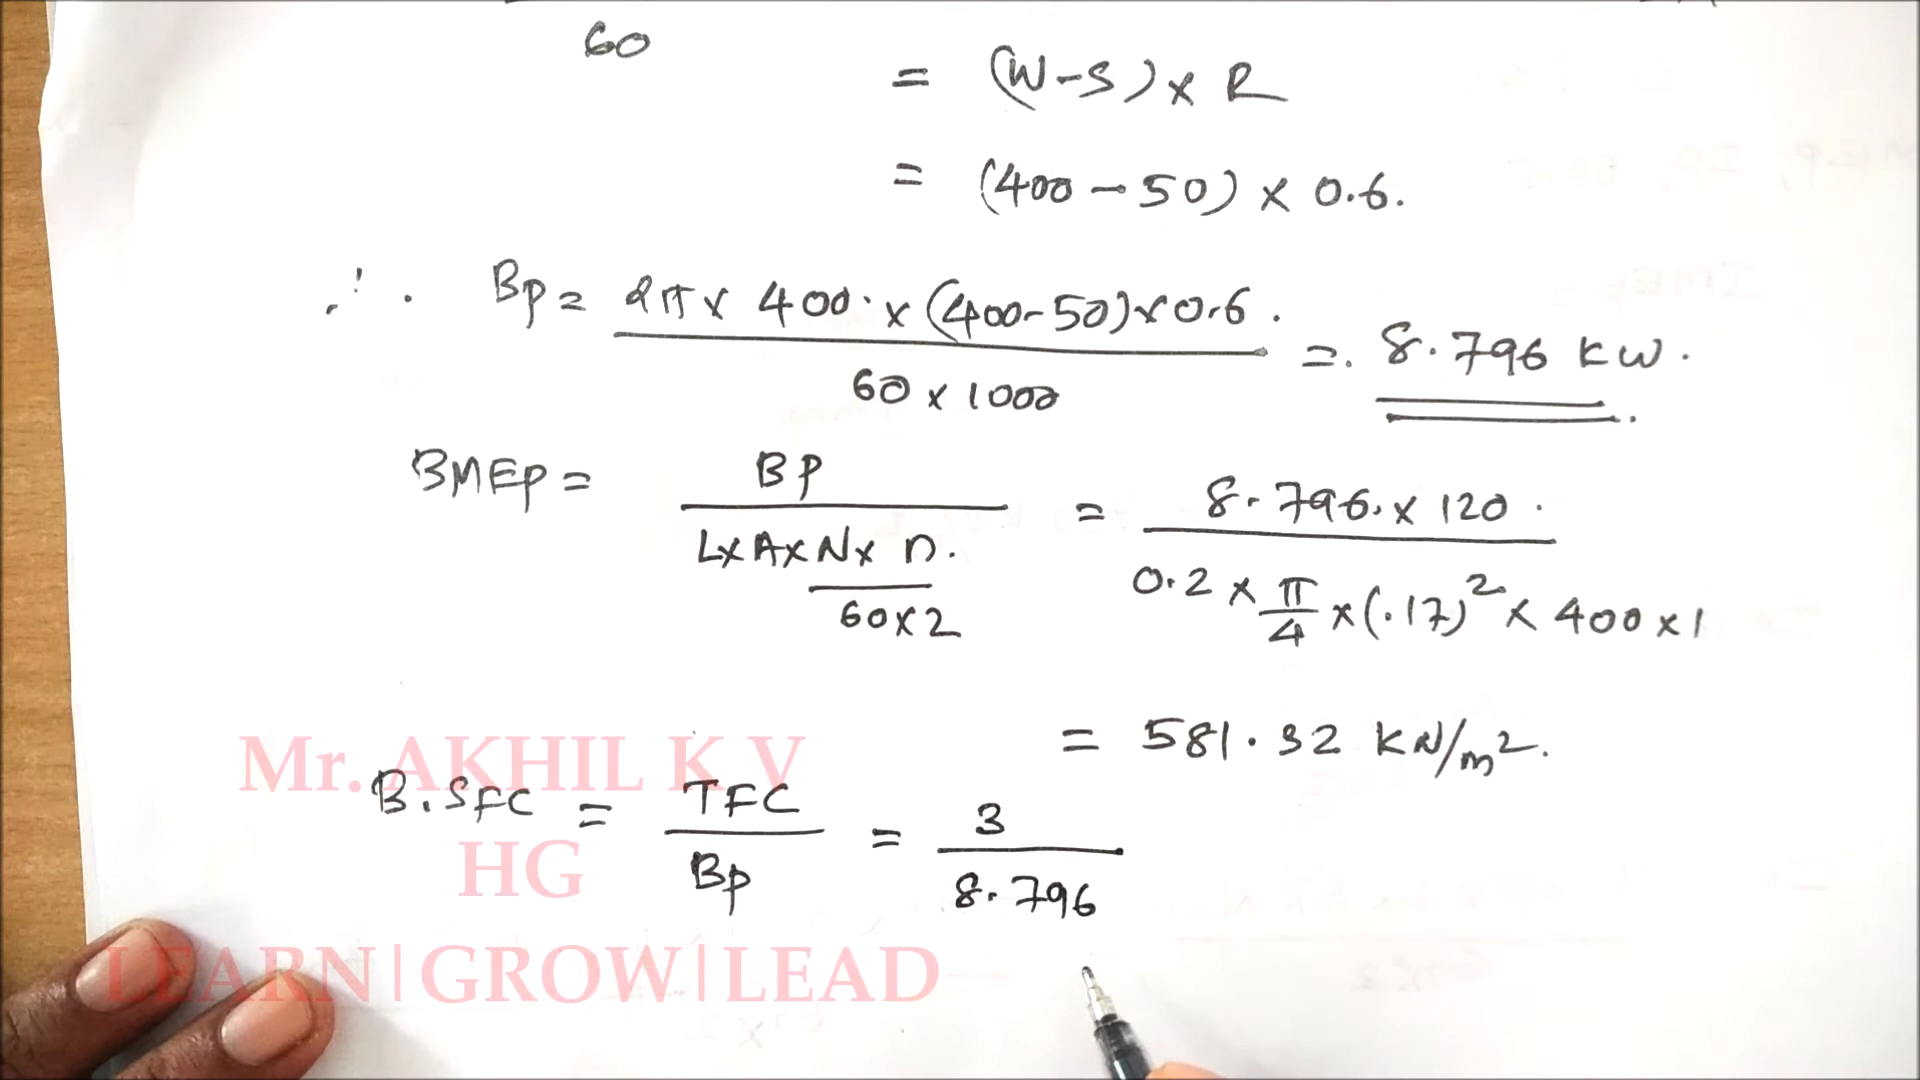 60
= (W-S) x R
= (400 - 50) x 0.6.
∴ Bp = 2π x 400 x (400-50) x 0.6 . = 8.796 kW.
60 x 1000
BMEP = BP = 8.796 x 120 .
L x A x N x n. 0.2 x π/4 x (.17)² x 400 x 1
60 x 2
= 581.32 kN/m².
Mr. AKHIL K V
B.SFC = TFC = 3
HG
Bp 8.796
LEARN|GROW|LEAD